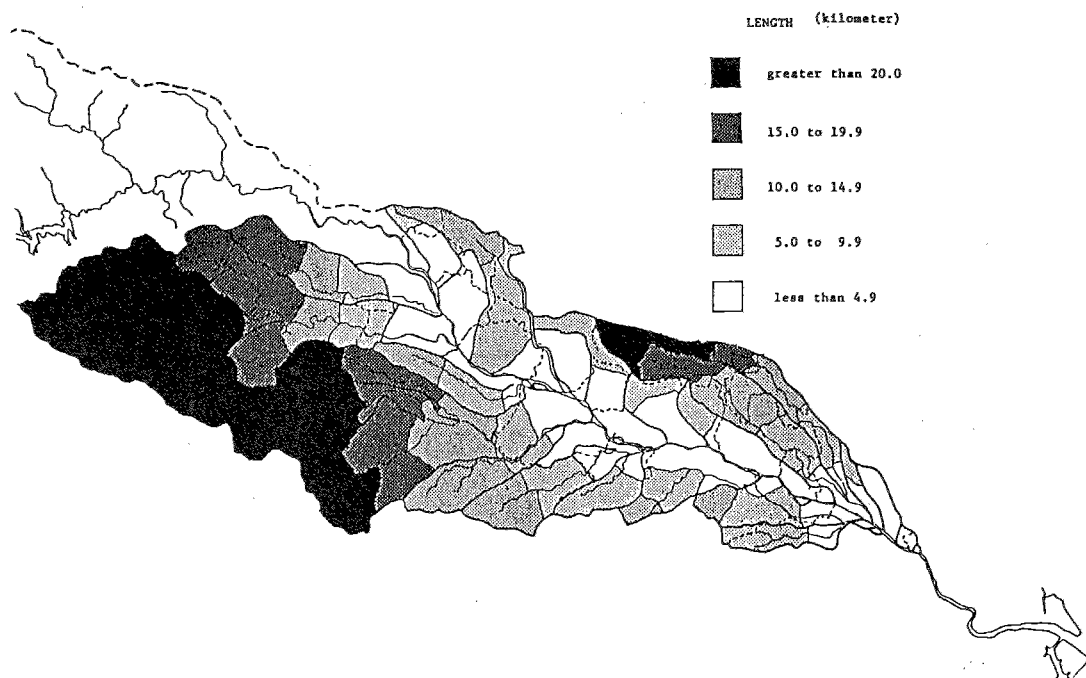 LENGTH (kilometer)
greater than 20.0
15.0 to 19.9
10.0 to 14.9
5.0 to 9.9
less than 4.9